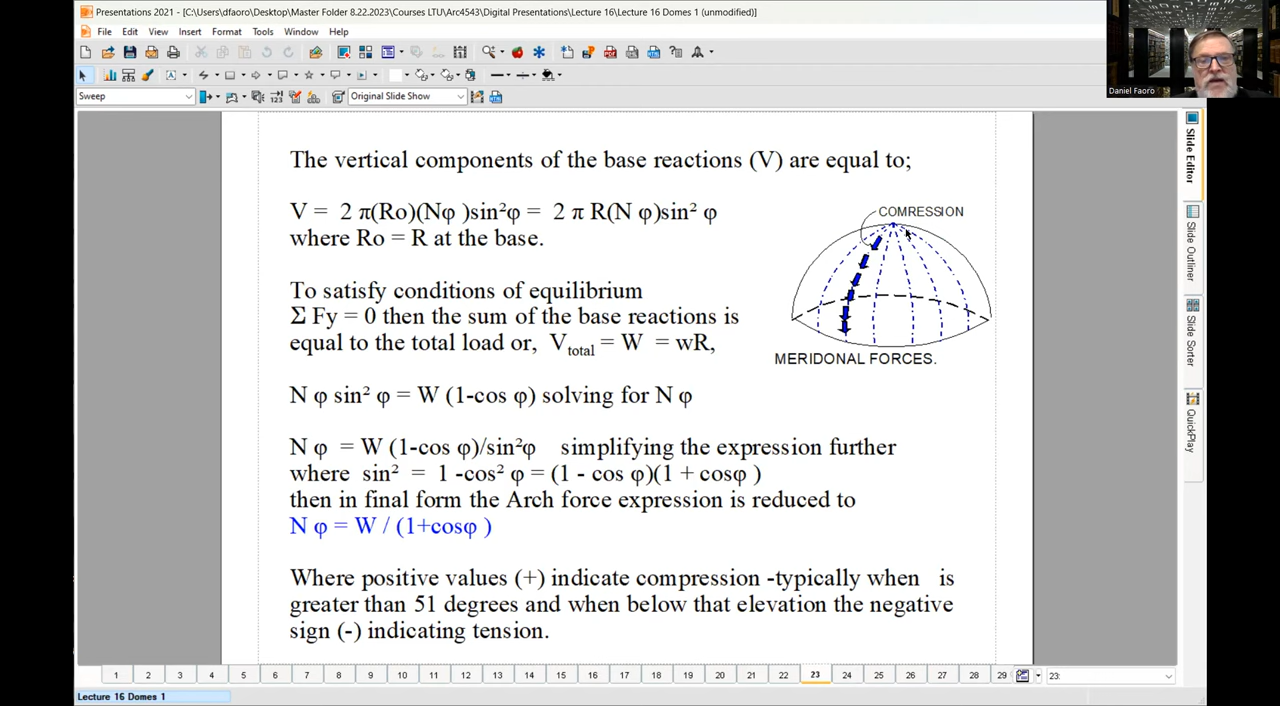 Presentations 2021 - [C:\Users\dfaoro\Desktop\Master Folder 8.22.2023\Courses LTU\Arc4543\Digital Presentations\Lecture 16\Lecture 16 Domes 1 (unmodified)]
File Edit View Insert Format Tools Window Help
Sweep
Original Slide Show
Daniel Faoro
The vertical components of the base reactions (V) are equal to;
V = 2 π(Ro)(Nφ )sin²φ = 2 π R(N φ)sin² φ
where Ro = R at the base.
To satisfy conditions of equilibrium
Σ Fy = 0 then the sum of the base reactions is
equal to the total load or, Vtotal = W = wR,
N φ sin² φ = W (1-cos φ) solving for N φ
N φ = W (1-cos φ)/sin²φ simplifying the expression further
where sin² = 1 -cos² φ = (1 - cos φ)(1 + cosφ )
then in final form the Arch force expression is reduced to
N φ = W / (1+cosφ )
Where positive values (+) indicate compression -typically when is
greater than 51 degrees and when below that elevation the negative
sign (-) indicating tension.
COMRESSION
MERIDONAL FORCES.
Slide Editor
Slide Outliner
Slide Sorter
QuickPlay
1 2 3 4 5 6 7 8 9 10 11 12 13 14 15 16 17 18 19 20 21 22 23 24 25 26 27 28 29 23:
Lecture 16 Domes 1